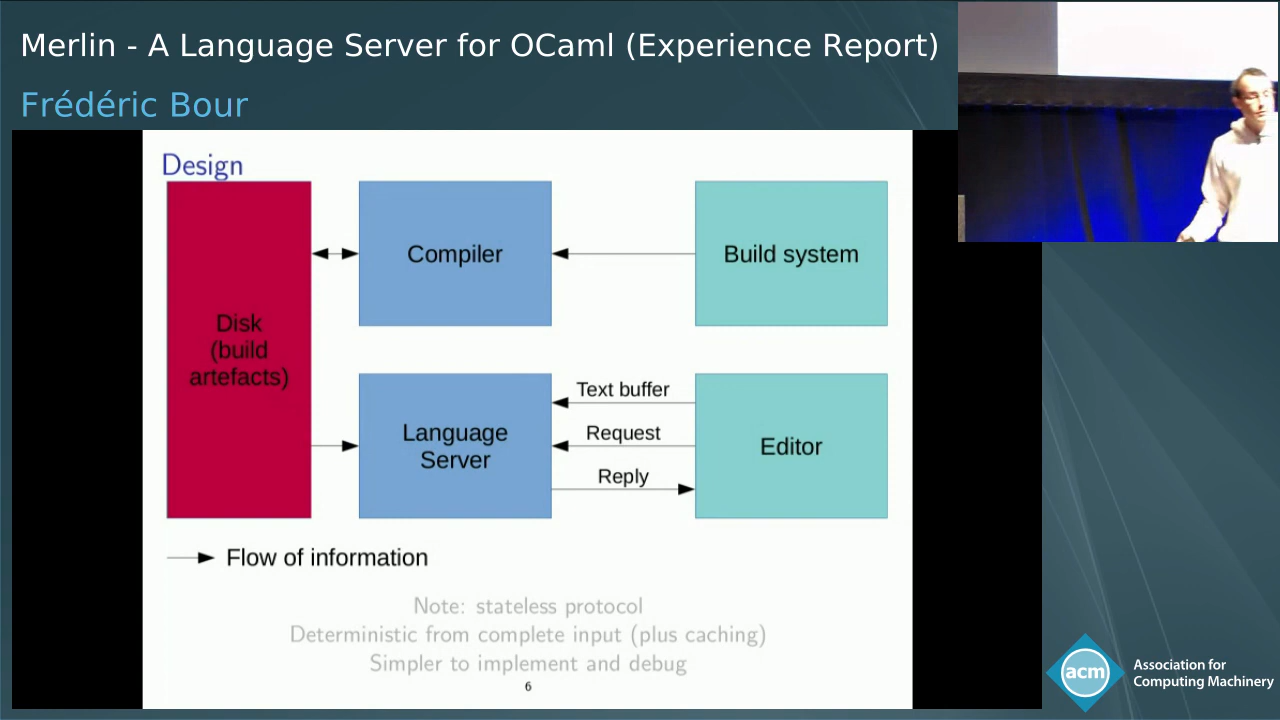 Merlin - A Language Server for OCaml (Experience Report)
Frédéric Bour
Design
Disk
(build
artefacts)
Compiler
Build system
Language
Server
Text buffer
Request
Reply
Editor
Flow of information
Note: stateless protocol
Deterministic from complete input (plus caching)
Simpler to implement and debug
6
acm
Association for
Computing Machinery